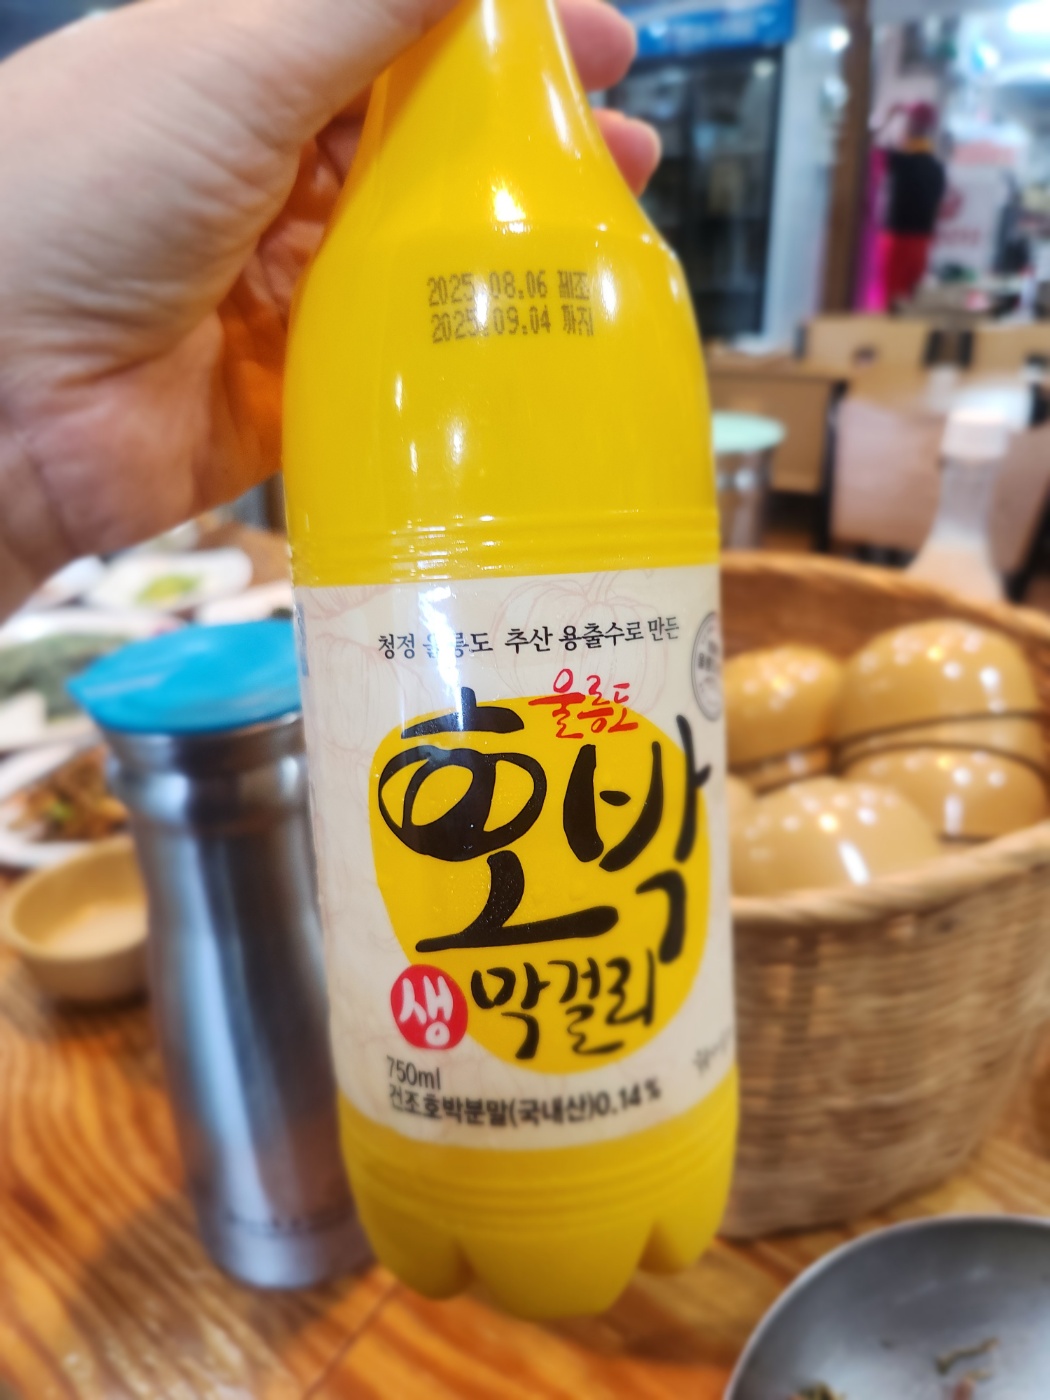 2025.08.06 제조
2025.09.04 까지
청정 울릉도 추산 용출수로 만든
울릉도
호박
생 막걸리
750ml
건조호박분말(국내산)0.14%